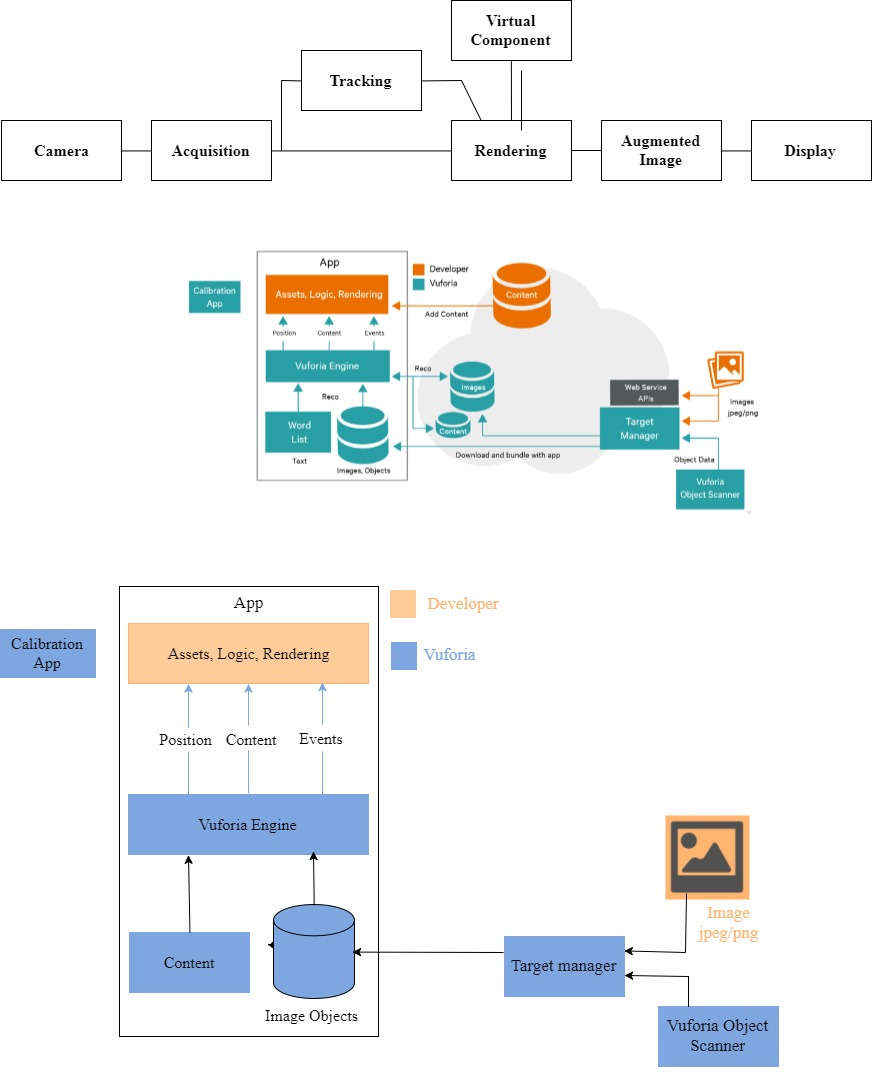 Virtual
Component
Tracking
Camera
Acquisition
Rendering
Augmented
Image
Display
App
Developer
Vuforia
Calibration
App
Assets, Logic, Rendering
Content
Add Content
Position
Content
Events
Vuforia Engine
Reco
Images
Reco
Web Service
APIs
Images
jpeg/png
Word
List
Content
Target
Manager
Text
Images, Objects
Download and bundle with app
Object Data
Vuforia
Object Scanner
App
Developer
Calibration
App
Assets, Logic, Rendering
Vuforia
Position
Content
Events
Vuforia Engine
Image
jpeg/png
Content
Target manager
Image Objects
Vuforia Object
Scanner